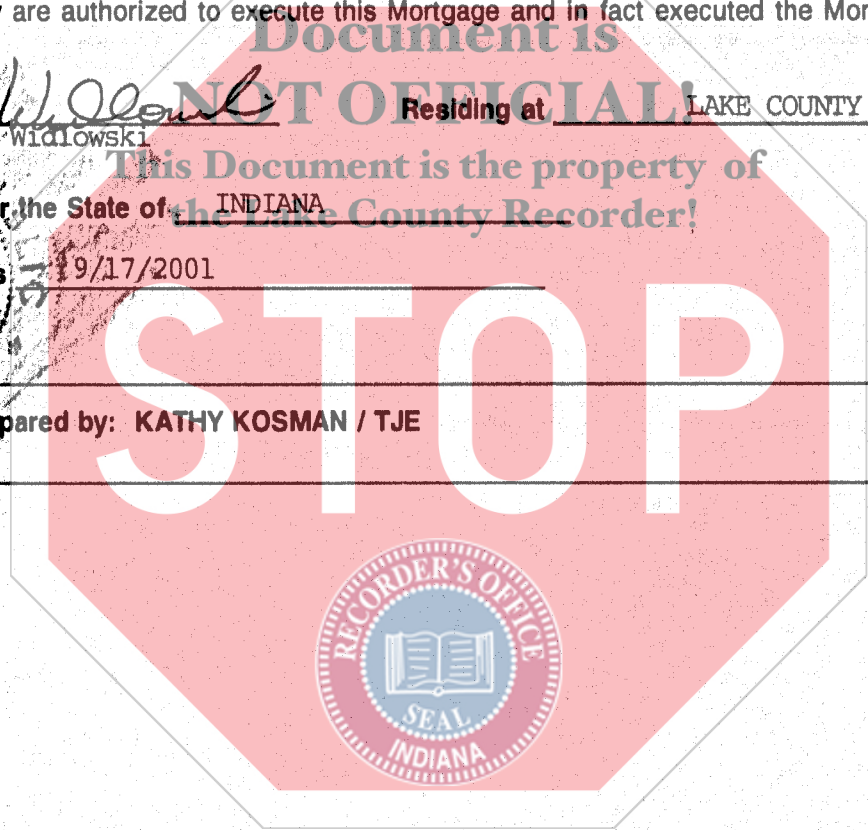 are authorized to execute this Mortgage and in fact executed the Mor
Document is
NOT OFFICIAL!
Residing at LAKE COUNTY
Widlowski
This Document is the property of
the Lake County Recorder!
the State of INDIANA
9/17/2001
STOP
pared by: KATHY KOSMAN / TJE
RECORDER'S OFFICE
SEAL
INDIANA